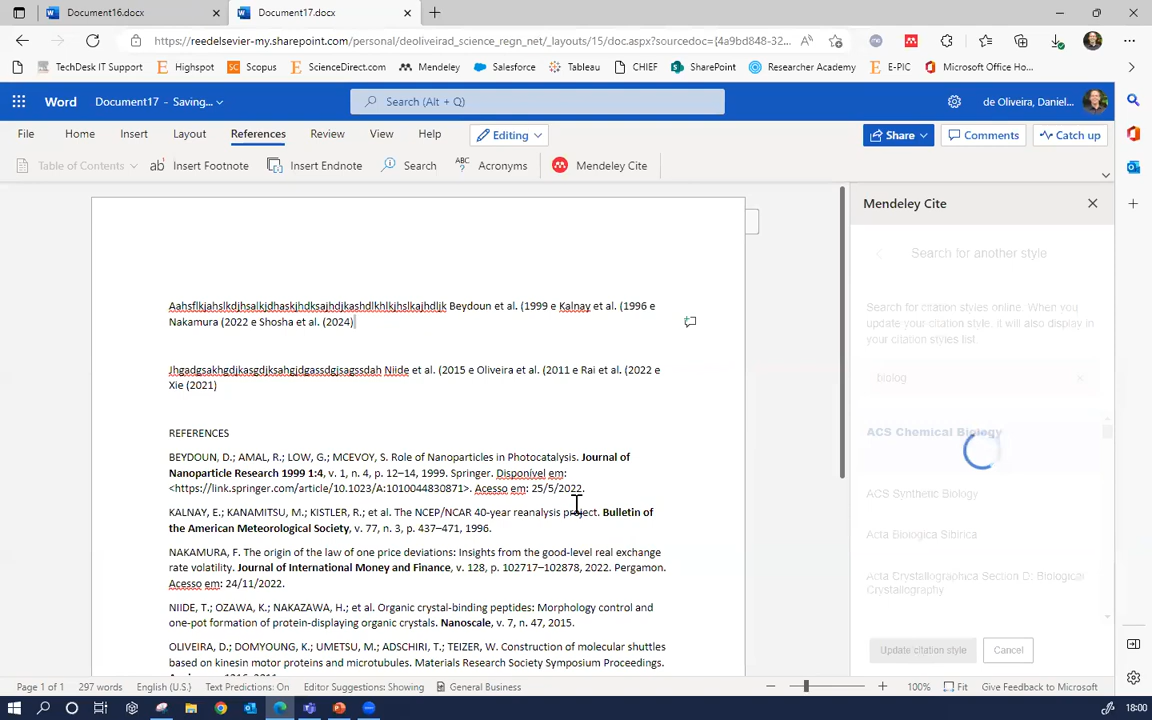 Document16.docx
Document17.docx
https://reedelsevier-my.sharepoint.com/personal/deoliveirad_science_regn_net/_layouts/15/doc.aspx?sourcedoc={4a9bd848-32...
TechDesk IT Support
Highspot
Scopus
ScienceDirect.com
Mendeley
Salesforce
Tableau
CHIEF
SharePoint
Researcher Academy
E-PIC
Microsoft Office Ho...
Word
Document17 - Saving...
Search (Alt + Q)
de Oliveira, Daniel...
File
Home
Insert
Layout
References
Review
View
Help
Editing
Share
Comments
Catch up
Table of Contents
ab Insert Footnote
Insert Endnote
Search
ABC
Acronyms
Mendeley Cite
Aahsflkjahslkdjhsalkjdhaskjhdksajhdjkashdlkhlkjhslkajhdljk Beydoun et al. (1999 e Kalnay et al. (1996 e
Nakamura (2022 e Shosha et al. (2024)
Jhgadgsakhgdjkasgdjksahgjdgassdgjsagssdah Niide et al. (2015 e Oliveira et al. (2011 e Rai et al. (2022 e
Xie (2021)
REFERENCES
BEYDOUN, D.; AMAL, R.; LOW, G.; MCEVOY, S. Role of Nanoparticles in Photocatalysis. Journal of
Nanoparticle Research 1999 1:4, v. 1, n. 4, p. 12–14, 1999. Springer. Disponível em:
<https://link.springer.com/article/10.1023/A:1010044830871>. Acesso em: 25/5/2022.
KALNAY, E.; KANAMITSU, M.; KISTLER, R.; et al. The NCEP/NCAR 40-year reanalysis project. Bulletin of
the American Meteorological Society, v. 77, n. 3, p. 437–471, 1996.
NAKAMURA, F. The origin of the law of one price deviations: Insights from the good-level real exchange
rate volatility. Journal of International Money and Finance, v. 128, p. 102717–102878, 2022. Pergamon.
Acesso em: 24/11/2022.
NIIDE, T.; OZAWA, K.; NAKAZAWA, H.; et al. Organic crystal-binding peptides: Morphology control and
one-pot formation of protein-displaying organic crystals. Nanoscale, v. 7, n. 47, 2015.
OLIVEIRA, D.; DOMYOUNG, K.; UMETSU, M.; ADSCHIRI, T.; TEIZER, W. Construction of molecular shuttles
based on kinesin motor proteins and microtubules. Materials Research Society Symposium Proceedings.
Mendeley Cite
Search for another style
Search for citation styles online. When you
update your citation style, it will also display in
your citation styles list.
biolog
ACS Chemical Biology
ACS Synthetic Biology
Acta Biologica Sibirica
Acta Crystallographica Section D: Biological
Crystallography
Update citation style
Cancel
Page 1 of 1
297 words
English (U.S.)
Text Predictions: On
Editor Suggestions: Showing
General Business
100%
Fit
Give Feedback to Microsoft
18:00